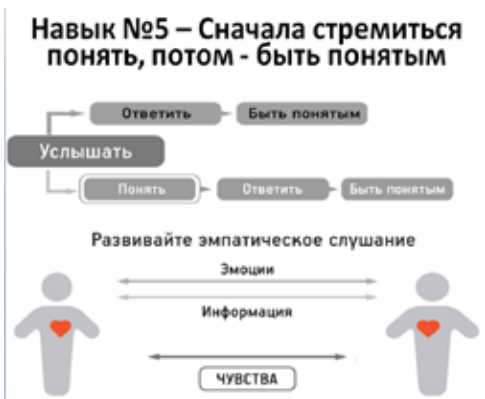 Навык №5 – Сначала стремиться
понять, потом - быть понятым
Ответить
Быть понятым
Услышать
Понять
Ответить
Быть понятым
Развивайте эмпатическое слушание
Эмоции
Информация
ЧУВСТВА